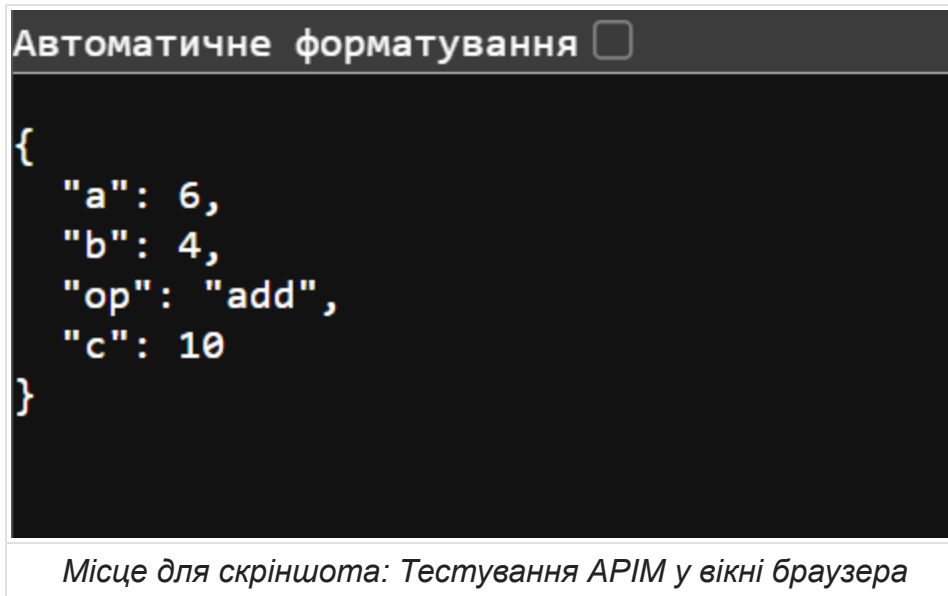 Автоматичне форматування
{
  "a": 6,
  "b": 4,
  "op": "add",
  "c": 10
}
Місце для скріншота: Тестування APIM у вікні браузера